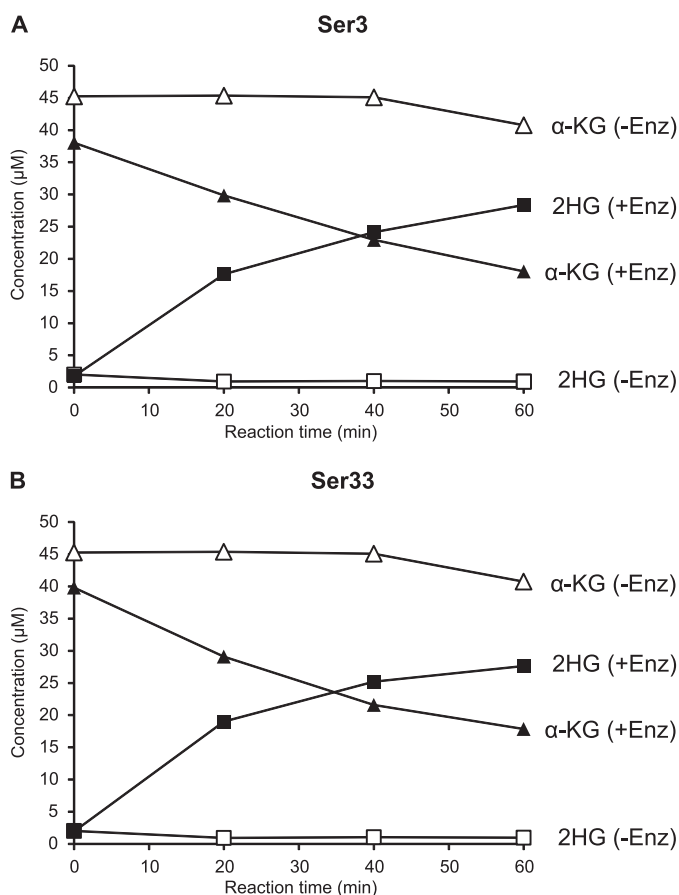 A
Ser3
50
45
40
35
30
25
20
15
10
5
0
Concentration (µM)
α-KG (-Enz)
2HG (+Enz)
α-KG (+Enz)
2HG (-Enz)
0 10 20 30 40 50 60
Reaction time (min)
B
Ser33
50
45
40
35
30
25
20
15
10
5
0
Concentration (µM)
α-KG (-Enz)
2HG (+Enz)
α-KG (+Enz)
2HG (-Enz)
0 10 20 30 40 50 60
Reaction time (min)